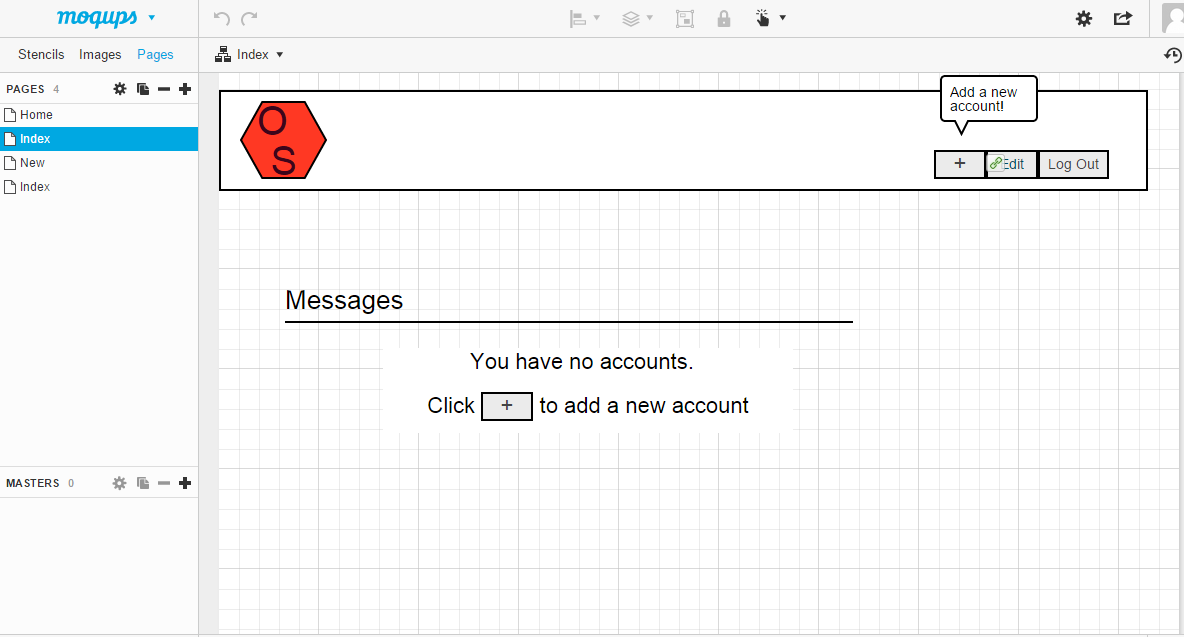 moqups
Stencils Images Pages
Index
PAGES 4
Home
Index
New
Index
MASTERS 0
O
S
Add a new
account!
+ Edit Log Out
Messages
You have no accounts.
Click + to add a new account